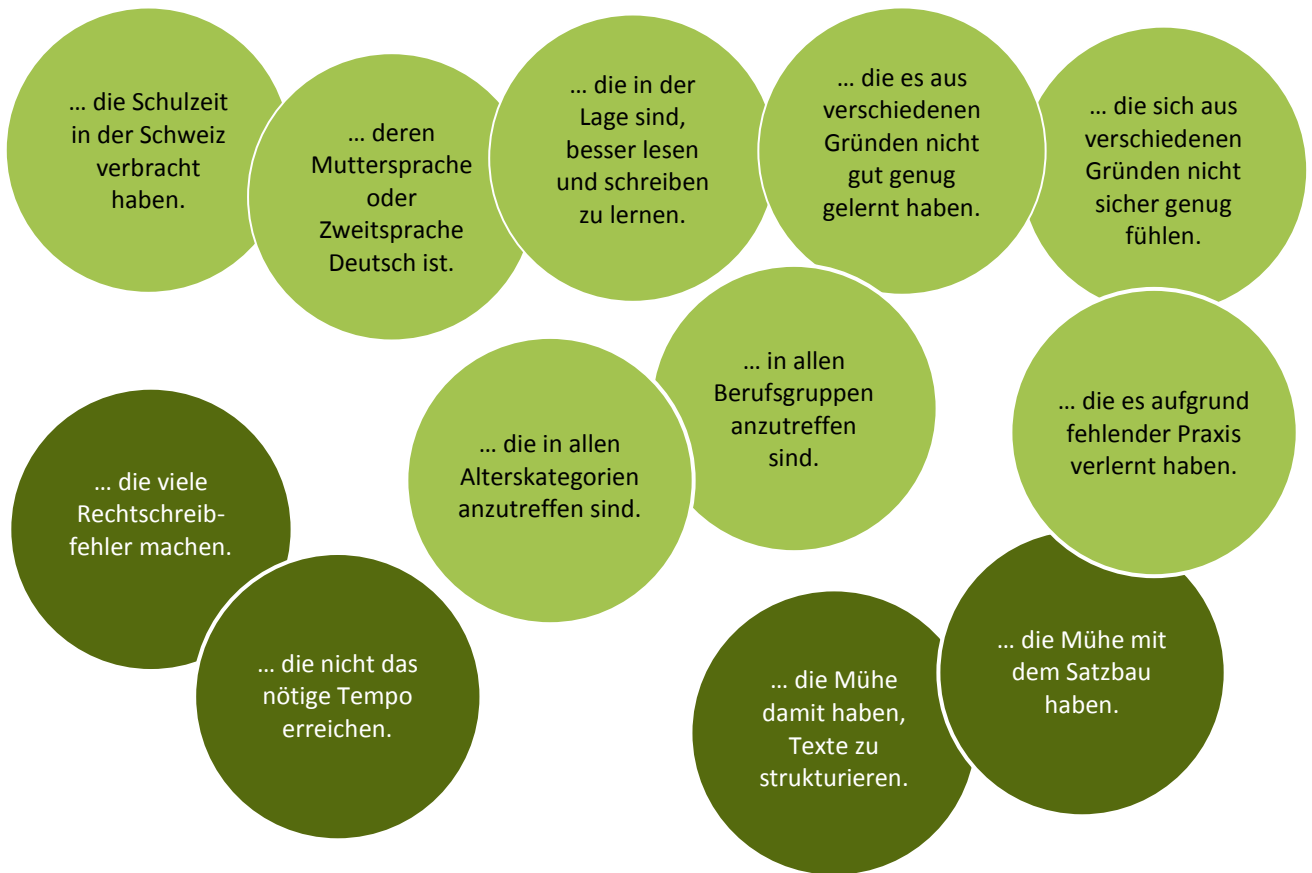 ... die Schulzeit
in der Schweiz
verbracht
haben.
... deren
Muttersprache
oder
Zweitsprache
Deutsch ist.
... die in der
Lage sind,
besser lesen
und schreiben
zu lernen.
... die es aus
verschiedenen
Gründen nicht
gut genug
gelernt haben.
... die sich aus
verschiedenen
Gründen nicht
sicher genug
fühlen.
... die es aufgrund
fehlender Praxis
verlernt haben.
... in allen
Berufsgruppen
anzutreffen
sind.
... die in allen
Alterskategorien
anzutreffen sind.
... die viele
Rechtschreib-
fehler machen.
... die nicht das
nötige Tempo
erreichen.
... die Mühe
damit haben,
Texte zu
strukturieren.
... die Mühe mit
dem Satzbau
haben.